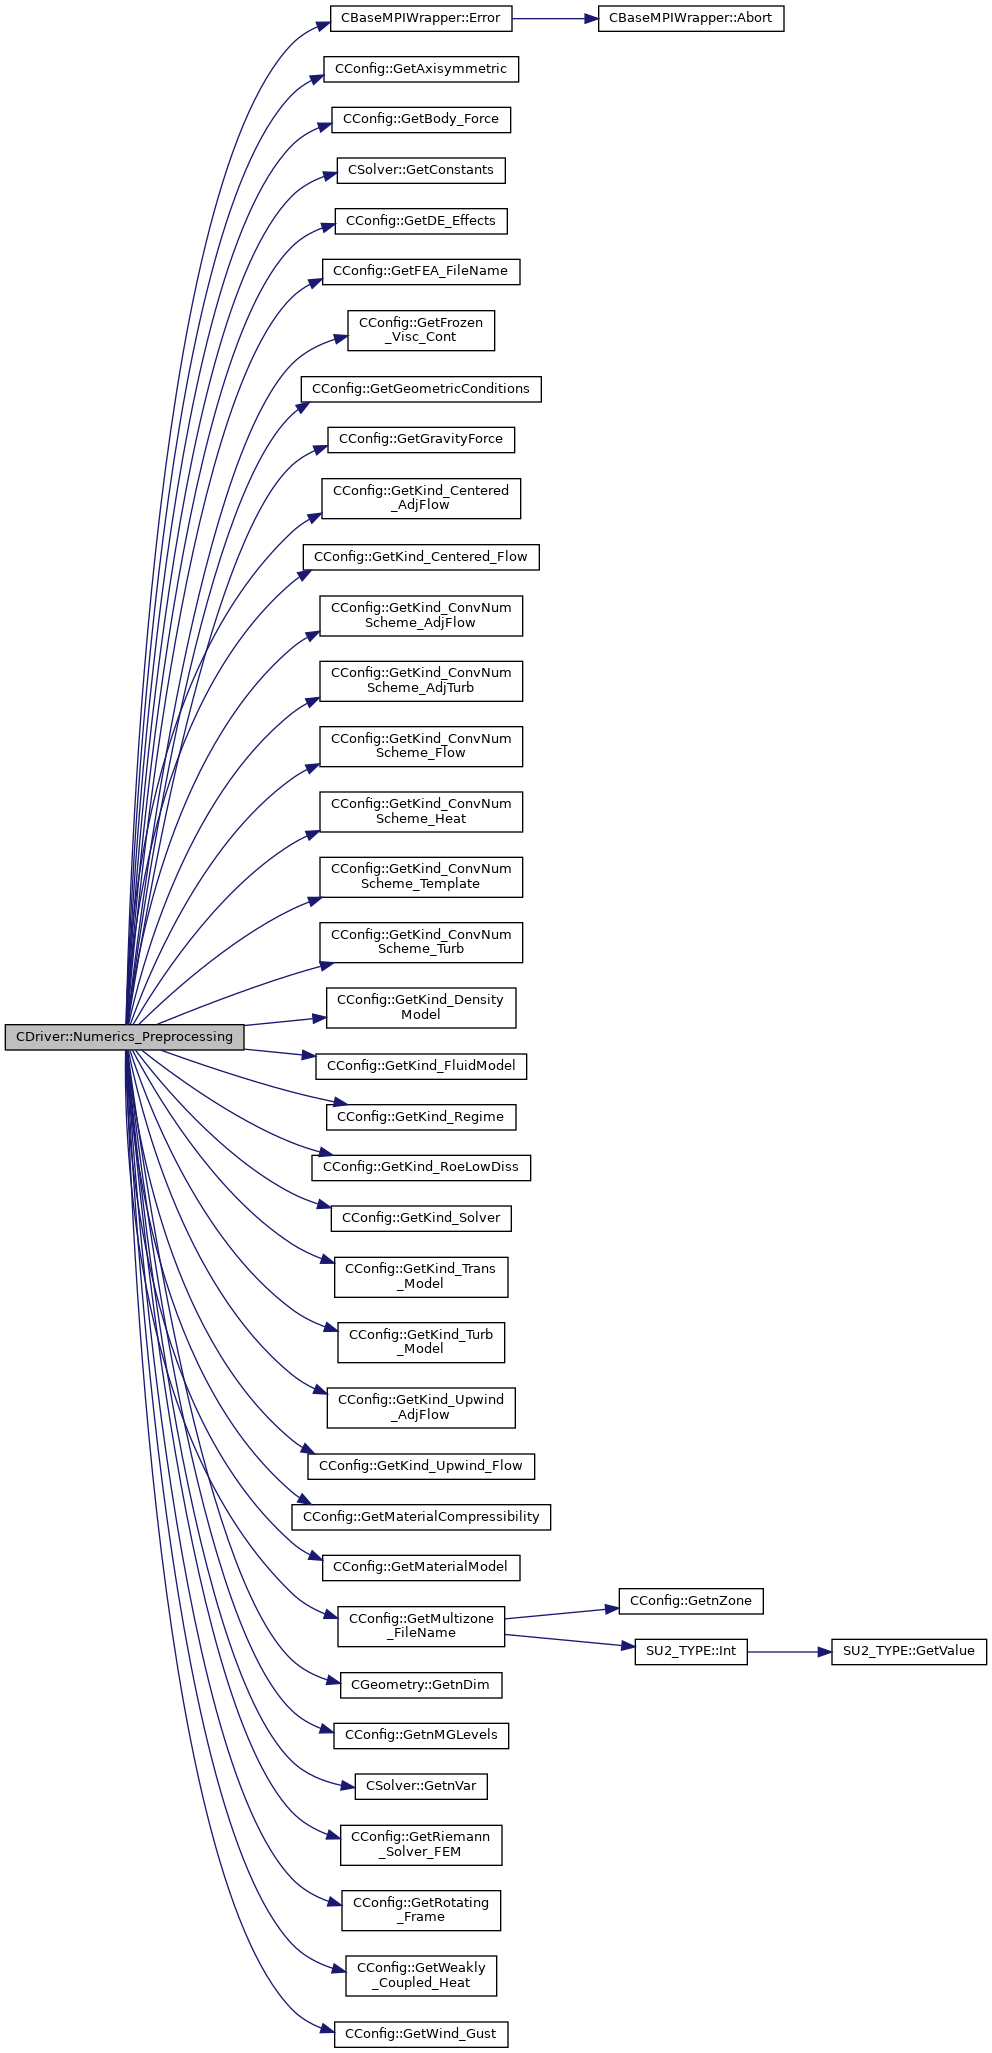 CBaseMPIWrapper::Error
CBaseMPIWrapper::Abort
CConfig::GetAxisymmetric
CConfig::GetBody_Force
CSolver::GetConstants
CConfig::GetDE_Effects
CConfig::GetFEA_FileName
CConfig::GetFrozen
_Visc_Cont
CConfig::GetGeometricConditions
CConfig::GetGravityForce
CConfig::GetKind_Centered
_AdjFlow
CConfig::GetKind_Centered_Flow
CConfig::GetKind_ConvNum
Scheme_AdjFlow
CConfig::GetKind_ConvNum
Scheme_AdjTurb
CConfig::GetKind_ConvNum
Scheme_Flow
CConfig::GetKind_ConvNum
Scheme_Heat
CConfig::GetKind_ConvNum
Scheme_Template
CConfig::GetKind_ConvNum
Scheme_Turb
CConfig::GetKind_Density
Model
CDriver::Numerics_Preprocessing
CConfig::GetKind_FluidModel
CConfig::GetKind_Regime
CConfig::GetKind_RoeLowDiss
CConfig::GetKind_Solver
CConfig::GetKind_Trans
_Model
CConfig::GetKind_Turb
_Model
CConfig::GetKind_Upwind
_AdjFlow
CConfig::GetKind_Upwind_Flow
CConfig::GetMaterialCompressibility
CConfig::GetMaterialModel
CConfig::GetMultizone
_FileName
CConfig::GetnZone
SU2_TYPE::Int
SU2_TYPE::GetValue
CGeometry::GetnDim
CConfig::GetnMGLevels
CSolver::GetnVar
CConfig::GetRiemann
_Solver_FEM
CConfig::GetRotating
_Frame
CConfig::GetWeakly
_Coupled_Heat
CConfig::GetWind_Gust